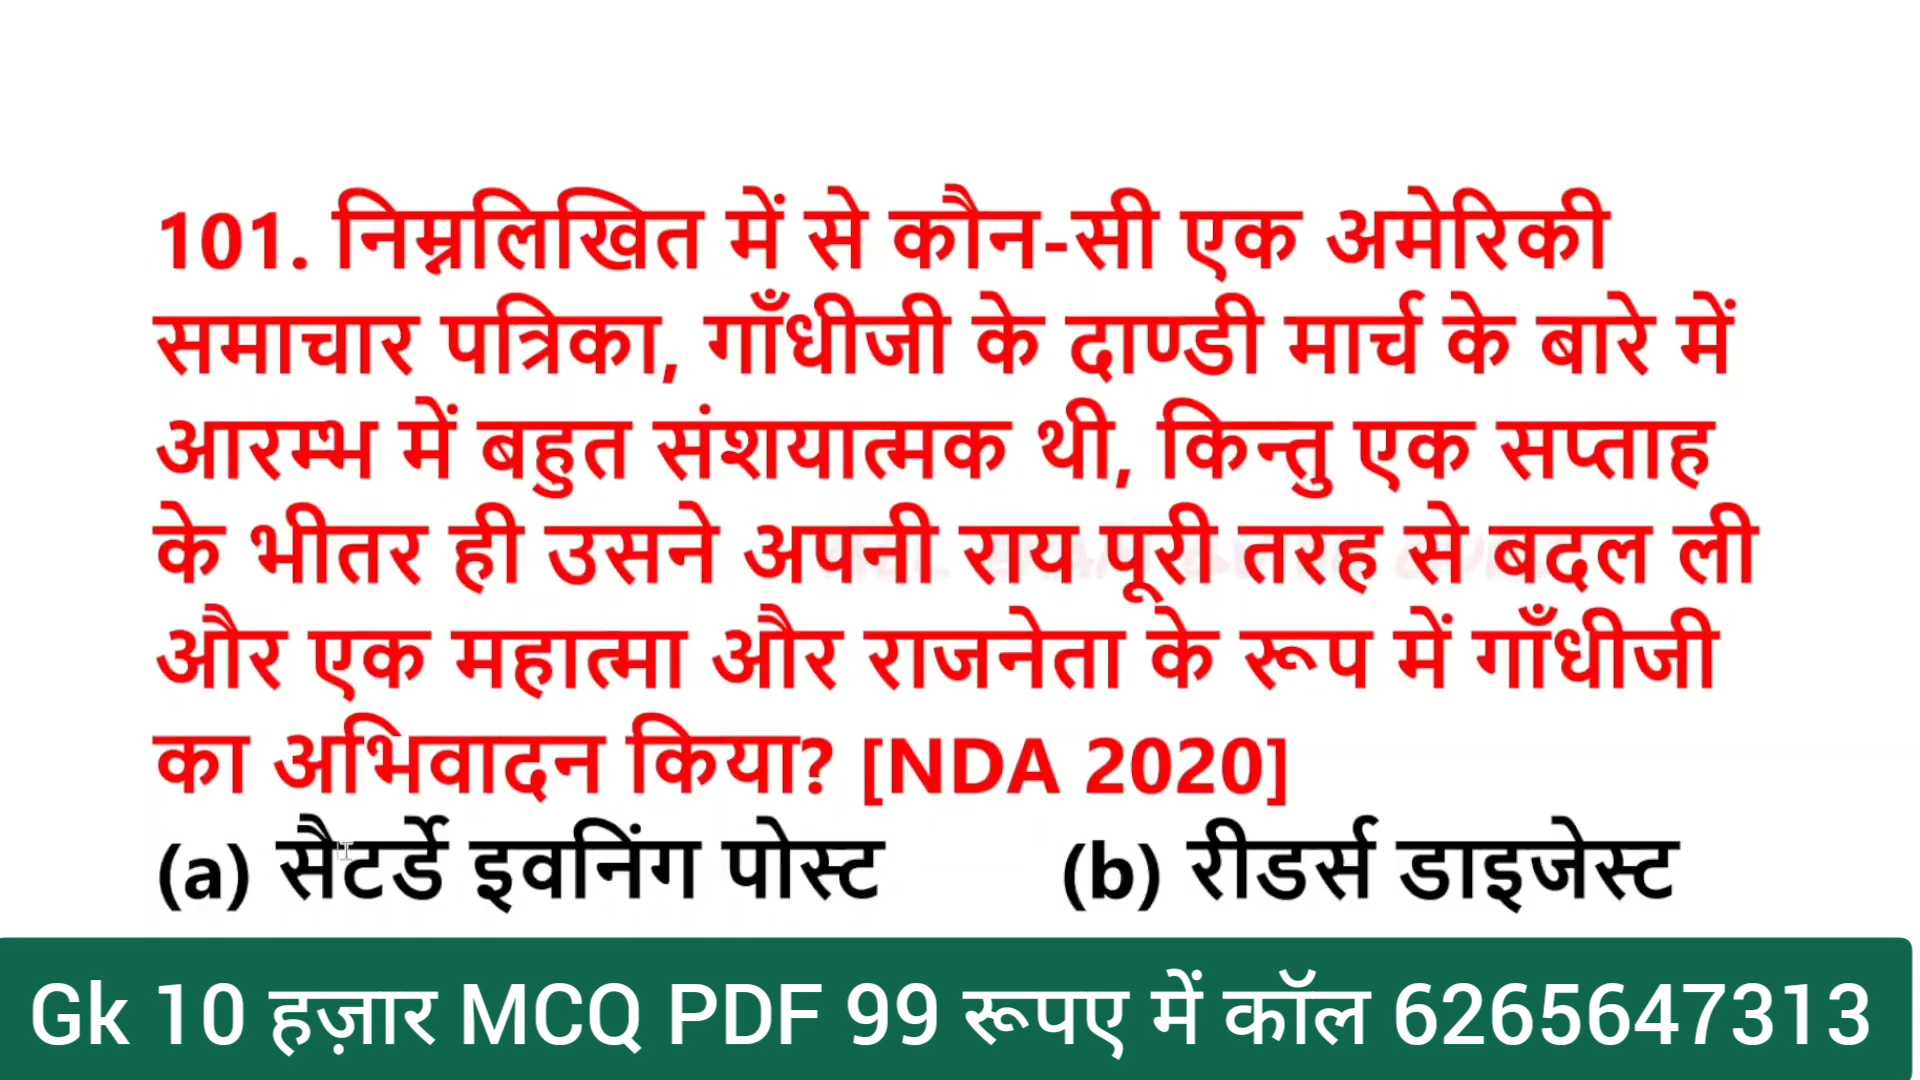 101. निम्नलिखित में से कौन-सी एक अमेरिकी
समाचार पत्रिका, गाँधीजी के दाण्डी मार्च के बारे में
आरम्भ में बहुत संशयात्मक थी, किन्तु एक सप्ताह
के भीतर ही उसने अपनी राय पूरी तरह से बदल ली
और एक महात्मा और राजनेता के रूप में गाँधीजी
का अभिवादन किया? [NDA 2020]
(a) सैटर्डे इवनिंग पोस्ट (b) रीडर्स डाइजेस्ट
Gk 10 हज़ार MCQ PDF 99 रूपए में कॉल 6265647313